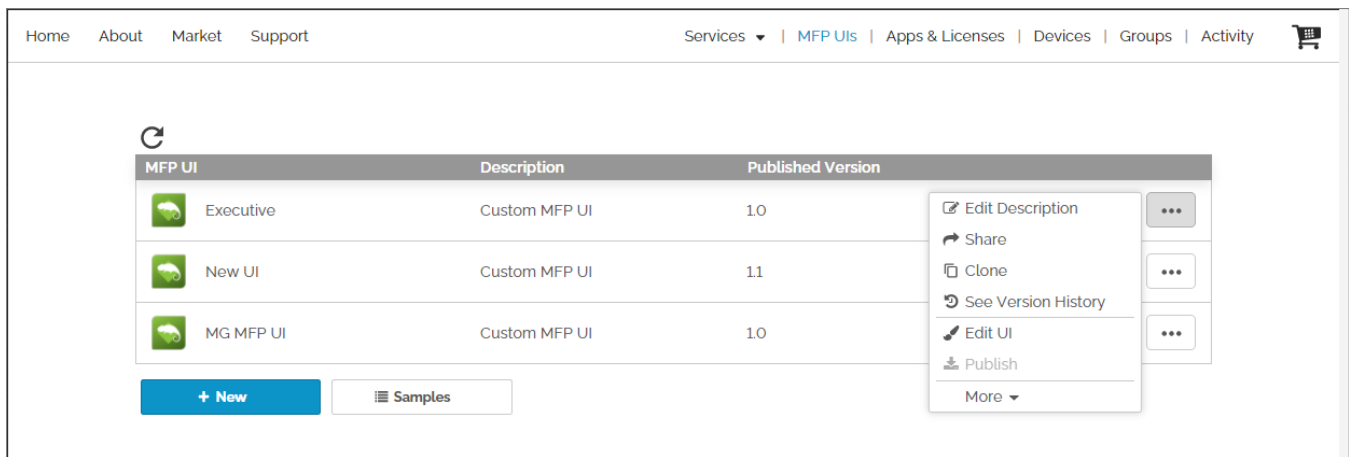 Home About Market Support Services | MFP UIs | Apps & Licenses | Devices | Groups | Activity
MFP UI Description Published Version
Executive Custom MFP UI 1.0
New UI Custom MFP UI 1.1
MG MFP UI Custom MFP UI 1.0
Edit Description
Share
Clone
See Version History
Edit UI
Publish
More
+ New Samples